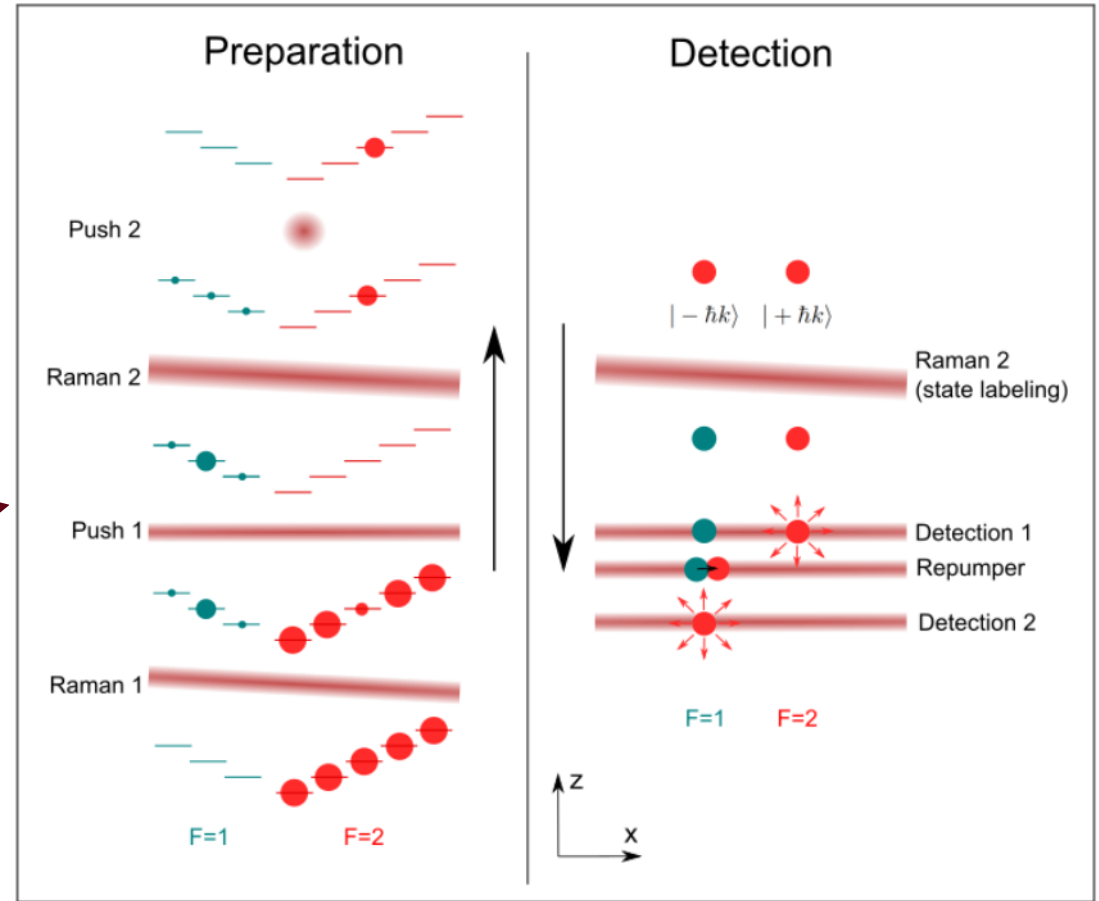 Preparation
Push 2
Raman 2
Push 1
Raman 1
F=1 F=2
Detection
|−ħk⟩ |+ħk⟩
Raman 2
(state labeling)
Detection 1
Repumper
Detection 2
F=1 F=2
z
x